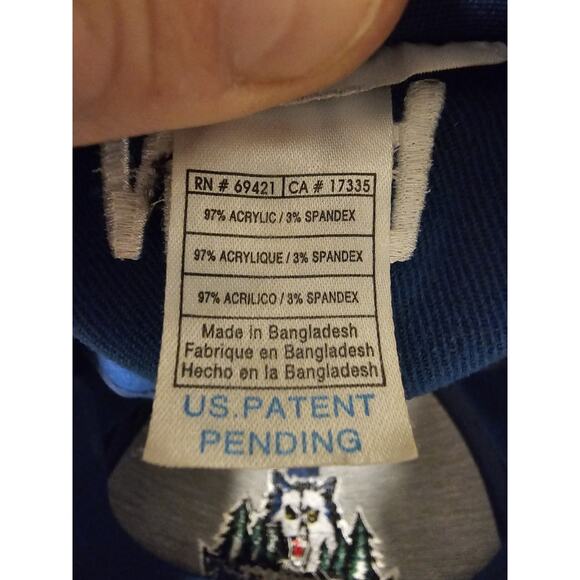 RN # 69421 CA # 17335
97% ACRYLIC / 3% SPANDEX
97% ACRYLIQUE / 3% SPANDEX
97% ACRILICO / 3% SPANDEX
Made in Bangladesh
Fabrique en Bangladesh
Hecho en la Bangladesh
US.PATENT
PENDING